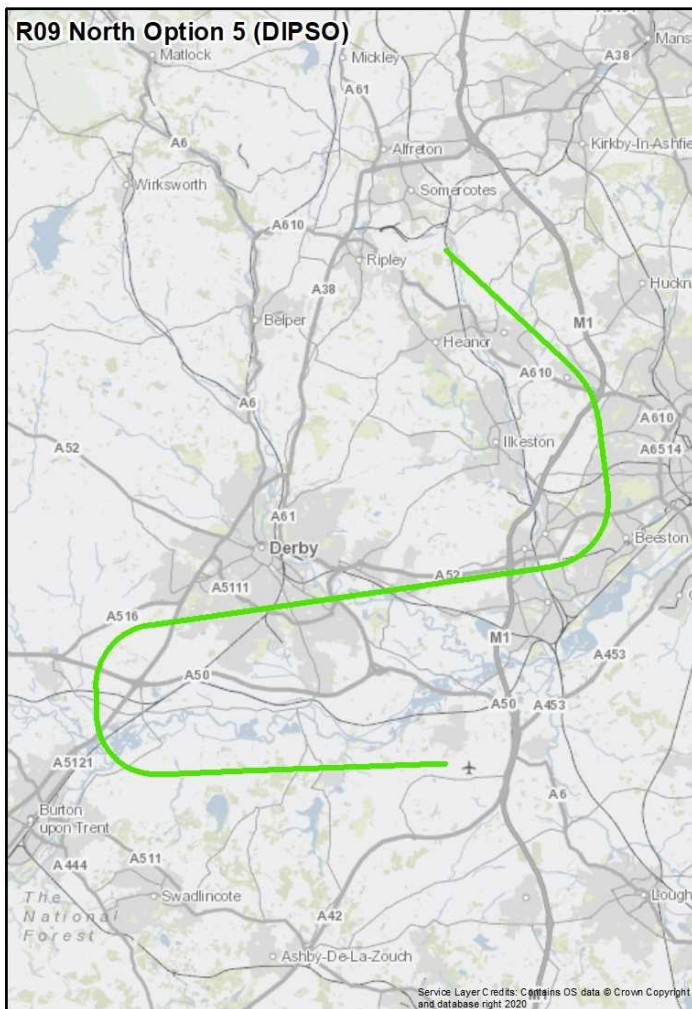 R09 North Option 5 (DIPSO)
Matlock
Mickley
A38
A61
A6
Alfreton
Kirkby-In-Ashfie
Wirksworth
Somercotes
A610
Ripley
A38
Huckn
Belper
M1
Heanor
A610
A6
A52
Ilkeston
A610
A6514
A61
Derby
Beeston
A52
A5111
A516
M1
A453
A50
A50
A453
A5121
A6
Burton
upon Trent
A511
A444
Swadlincote
Lough
The
National
Forest
A42
Ashby-De-La-Zouch
Service Layer Credits: Contains OS data © Crown Copyright
and database right 2020